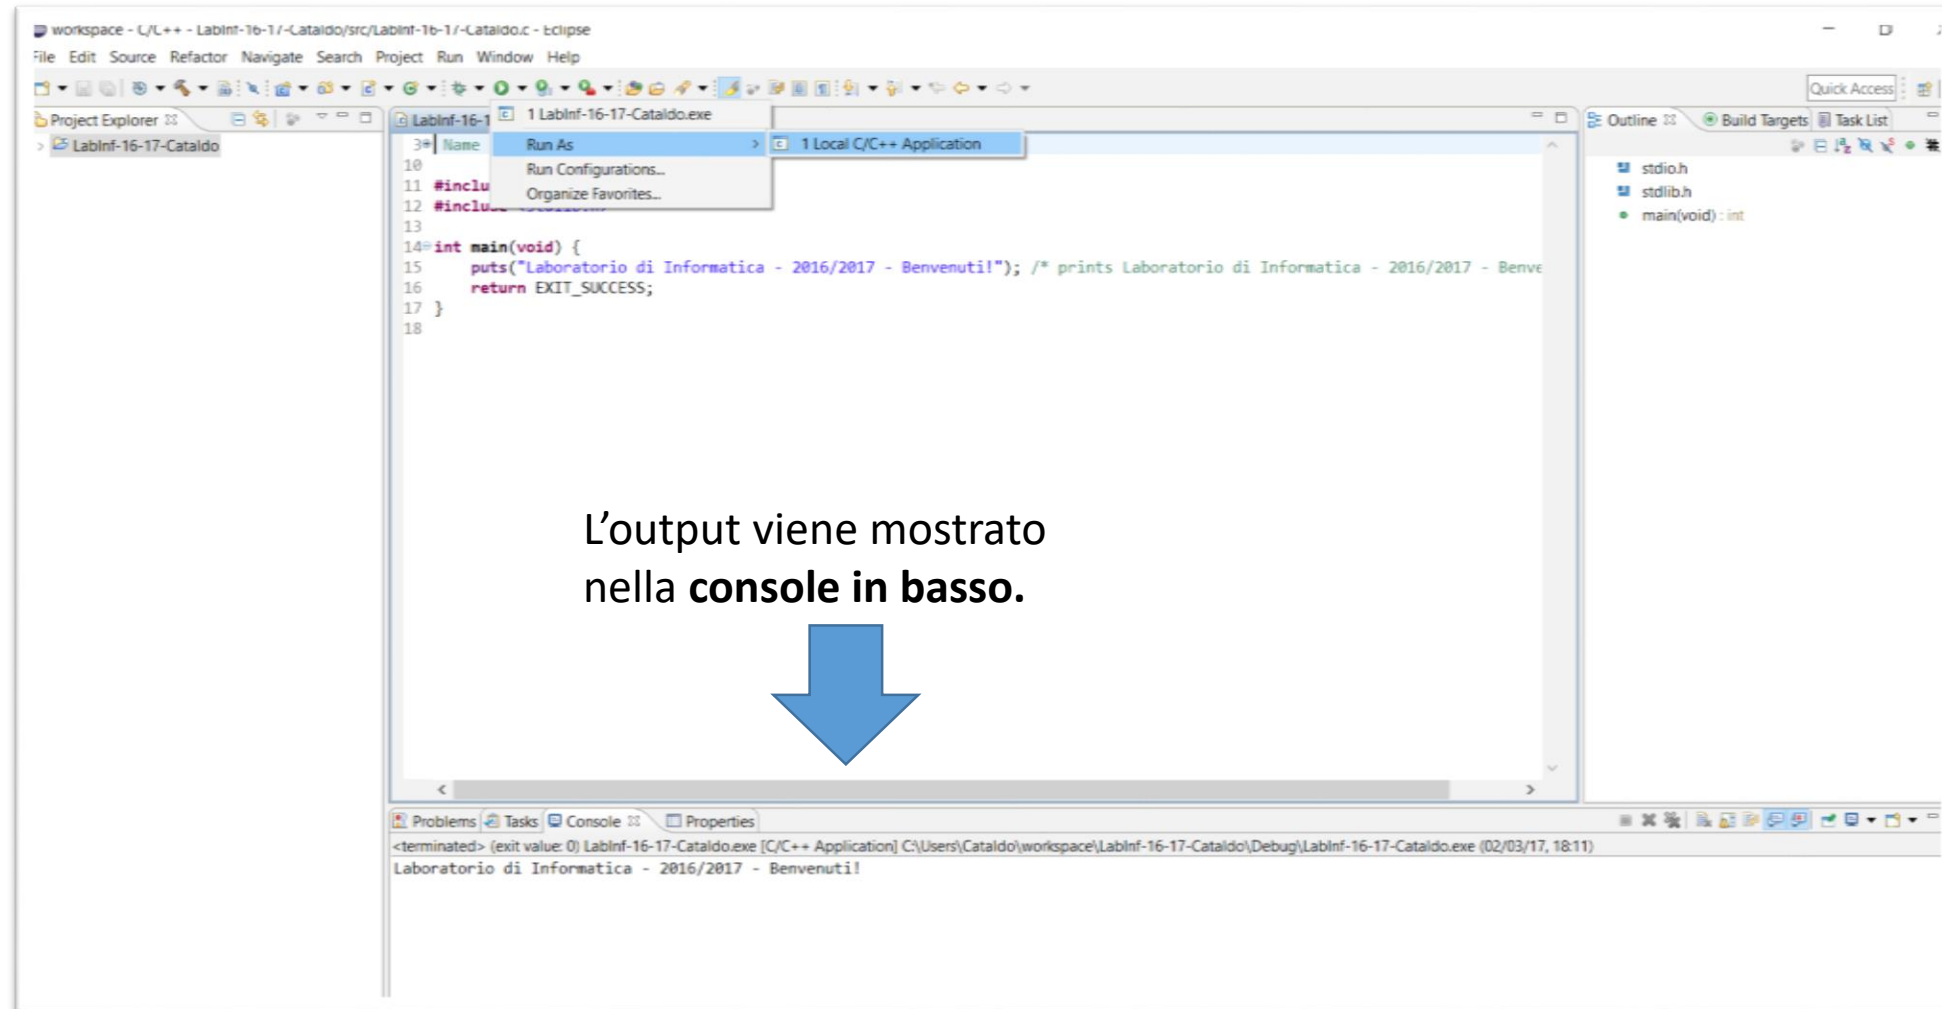 workspace - C/C++ - LabInf-16-17-Cataldo/src/LabInf-16-17-Cataldo.c - Eclipse
File Edit Source Refactor Navigate Search Project Run Window Help
Quick Access
Project Explorer
LabInf-16-17-Cataldo
LabInf-16-1
1 LabInf-16-17-Cataldo.exe
Run As
1 Local C/C++ Application
Run Configurations...
Organize Favorites...
3 Name
10
11 #inclu
12 #include
13
14 int main(void) {
15 puts("Laboratorio di Informatica - 2016/2017 - Benvenuti!"); /* prints Laboratorio di Informatica - 2016/2017 - Benve
16 return EXIT_SUCCESS;
17 }
18
Outline Build Targets Task List
stdio.h
stdlib.h
main(void) : int
L'output viene mostrato
nella console in basso.
Problems Tasks Console Properties
<terminated> (exit value: 0) LabInf-16-17-Cataldo.exe [C/C++ Application] C:\Users\Cataldo\workspace\LabInf-16-17-Cataldo\Debug\LabInf-16-17-Cataldo.exe (02/03/17, 18:11)
Laboratorio di Informatica - 2016/2017 - Benvenuti!